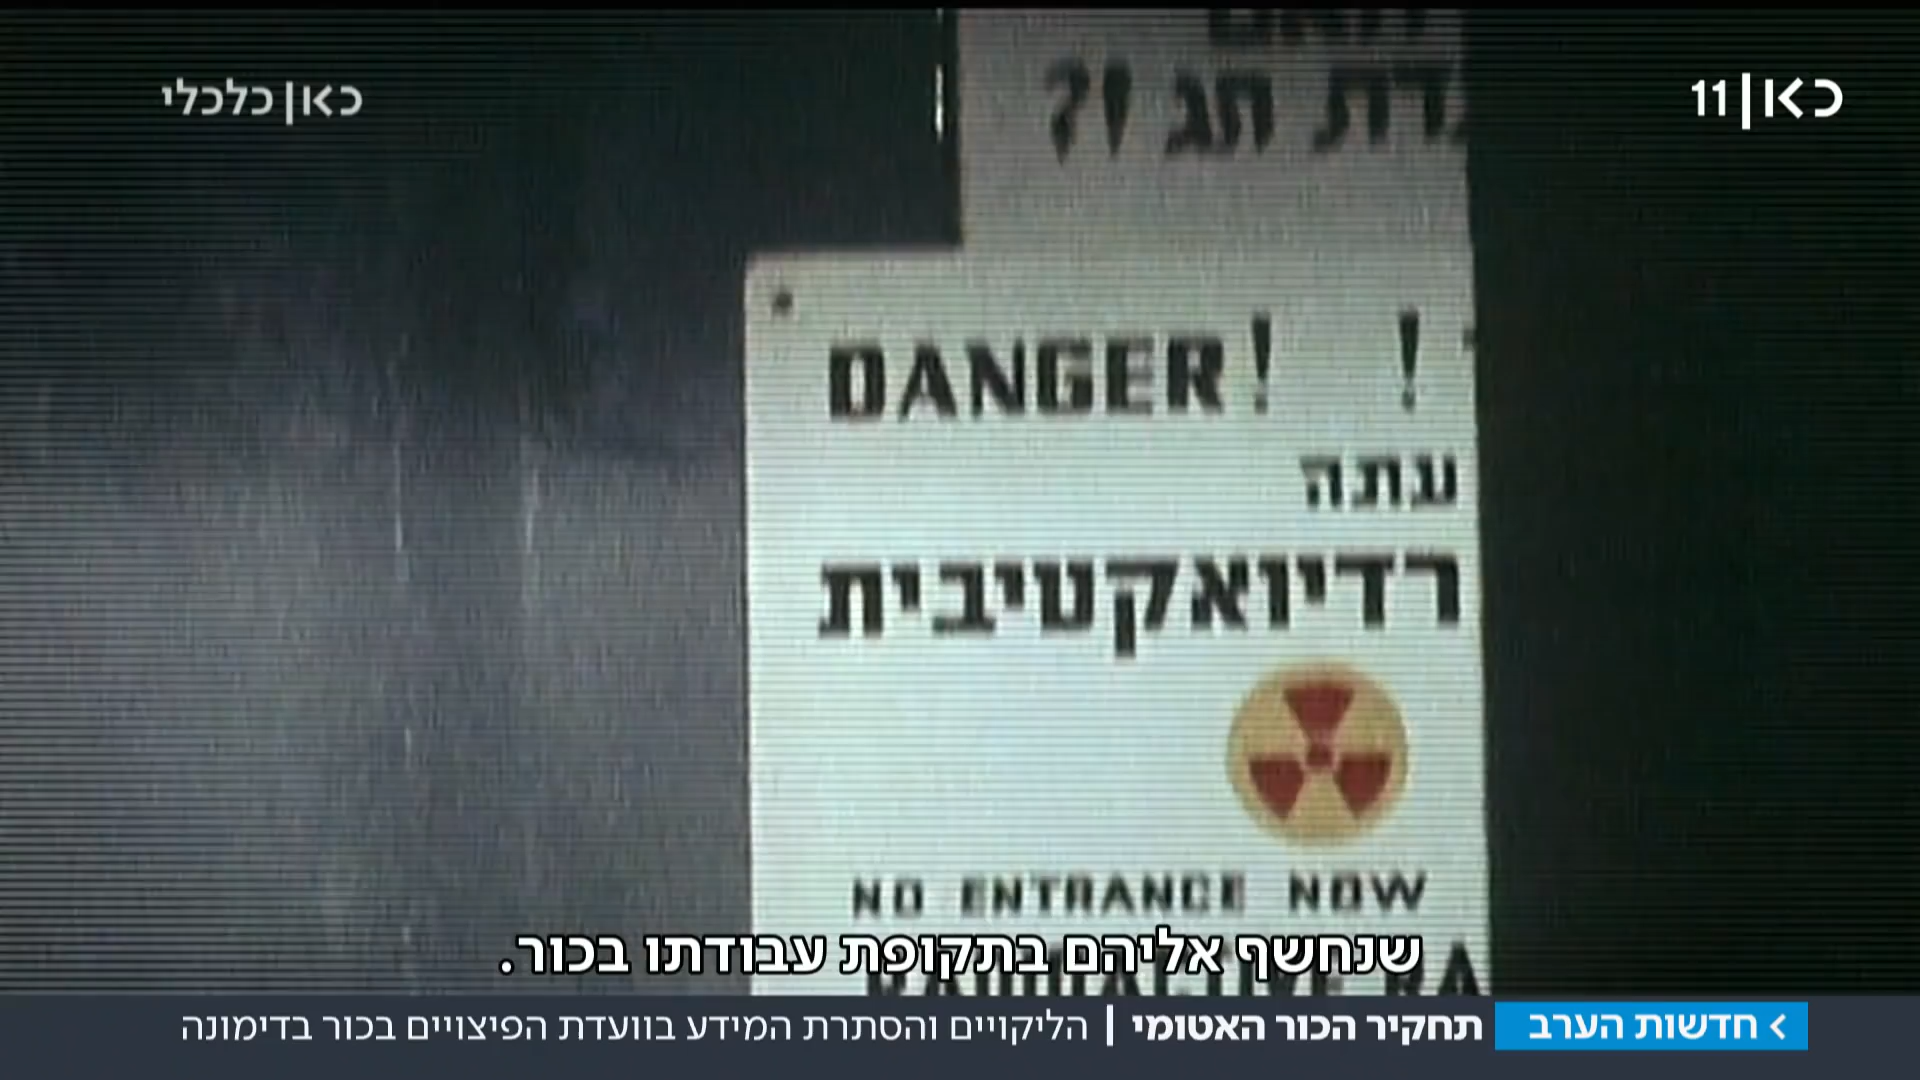 כאן|כלכלי
כאן|11
חג ?!
DANGER! !
עתה
רדיואקטיבית
NO ENTRANCE NOW
שנחשף אליהם בתקופת עבודתו בכור.
חדשות הערב
תחקיר הכור האטומי | הליקויים והסתרת המידע בוועדת הפיצויים בכור בדימונה